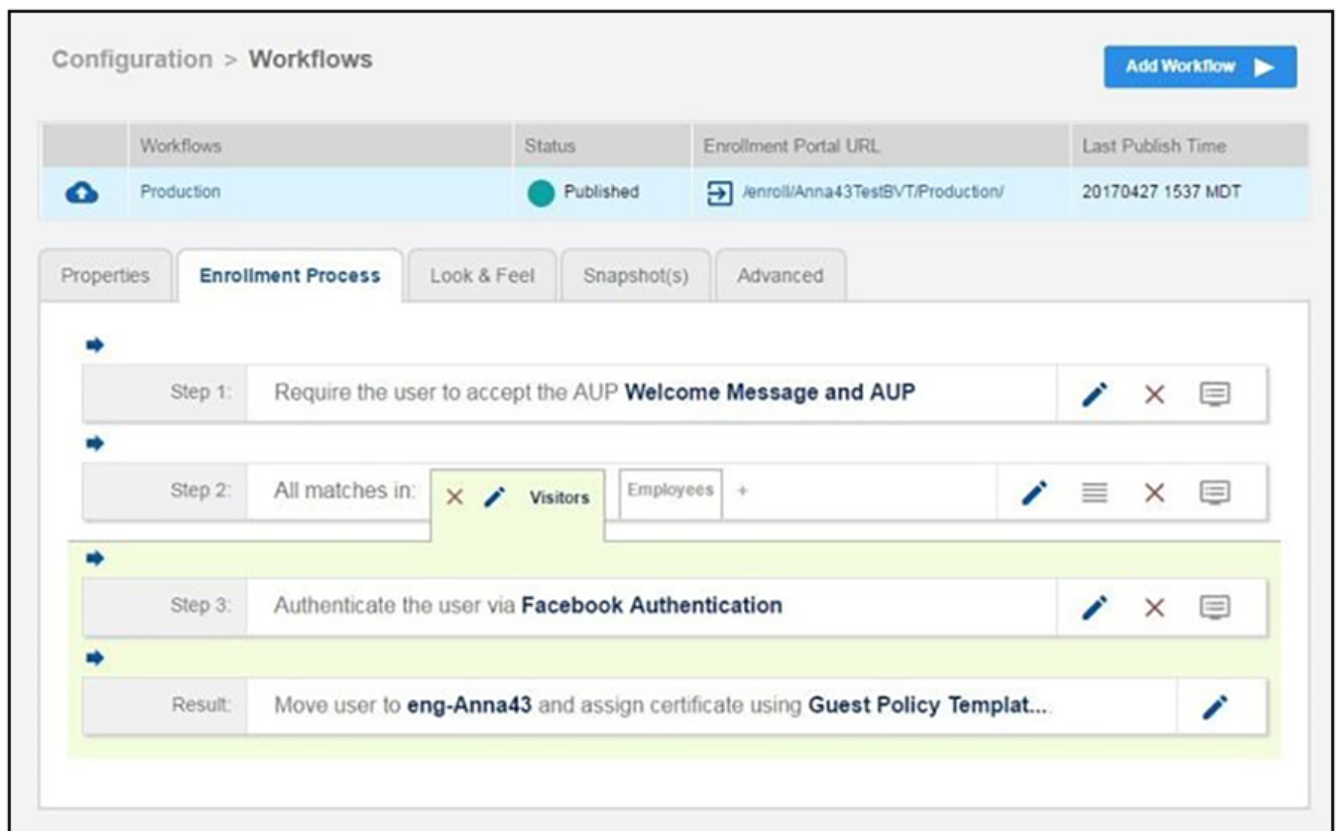 Configuration > Workflows
Add Workflow
Workflows Status Enrollment Portal URL Last Publish Time
Production Published /enroll/Anna43TestBVT/Production/ 20170427 1537 MDT
Properties Enrollment Process Look & Feel Snapshot(s) Advanced
Step 1: Require the user to accept the AUP Welcome Message and AUP
Step 2: All matches in: Visitors Employees +
Step 3: Authenticate the user via Facebook Authentication
Result: Move user to eng-Anna43 and assign certificate using Guest Policy Templat....